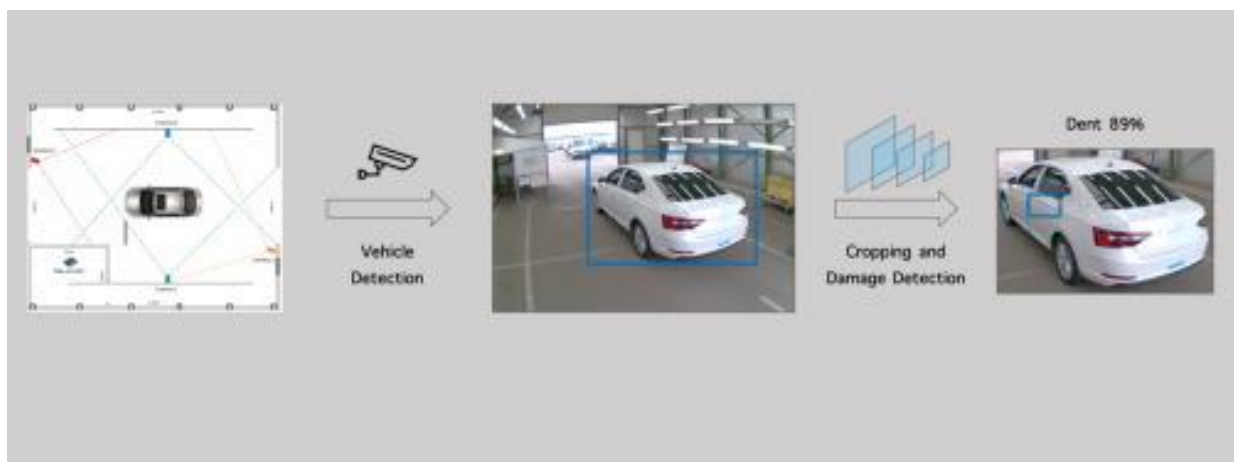 Vehicle
Detection
Cropping and
Damage Detection
Dent 89%